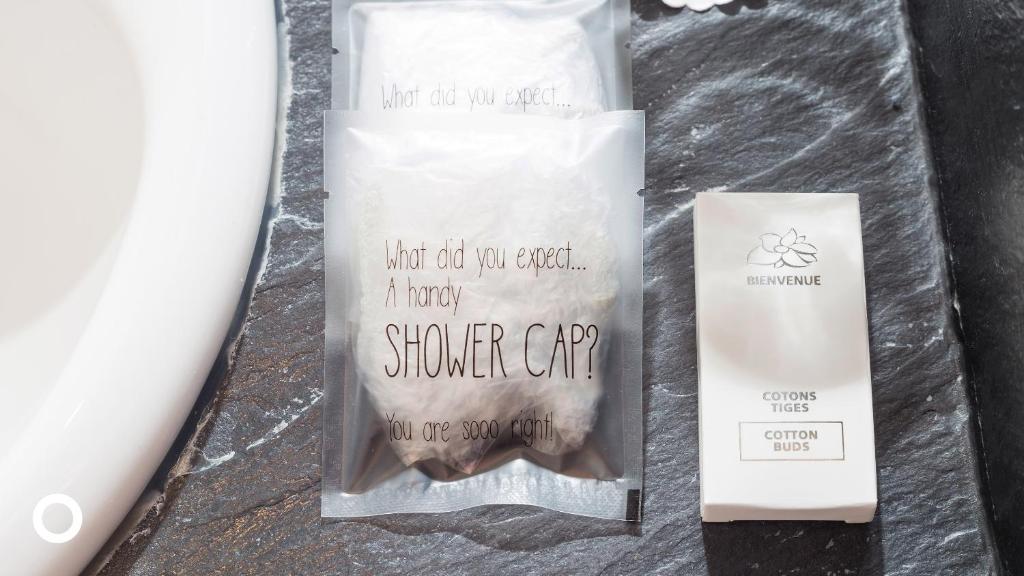 What did you expect...
What did you expect...
A handy
SHOWER CAP?
You are sooo right!
BIENVENUE
COTONS
TIGES
COTTON
BUDS